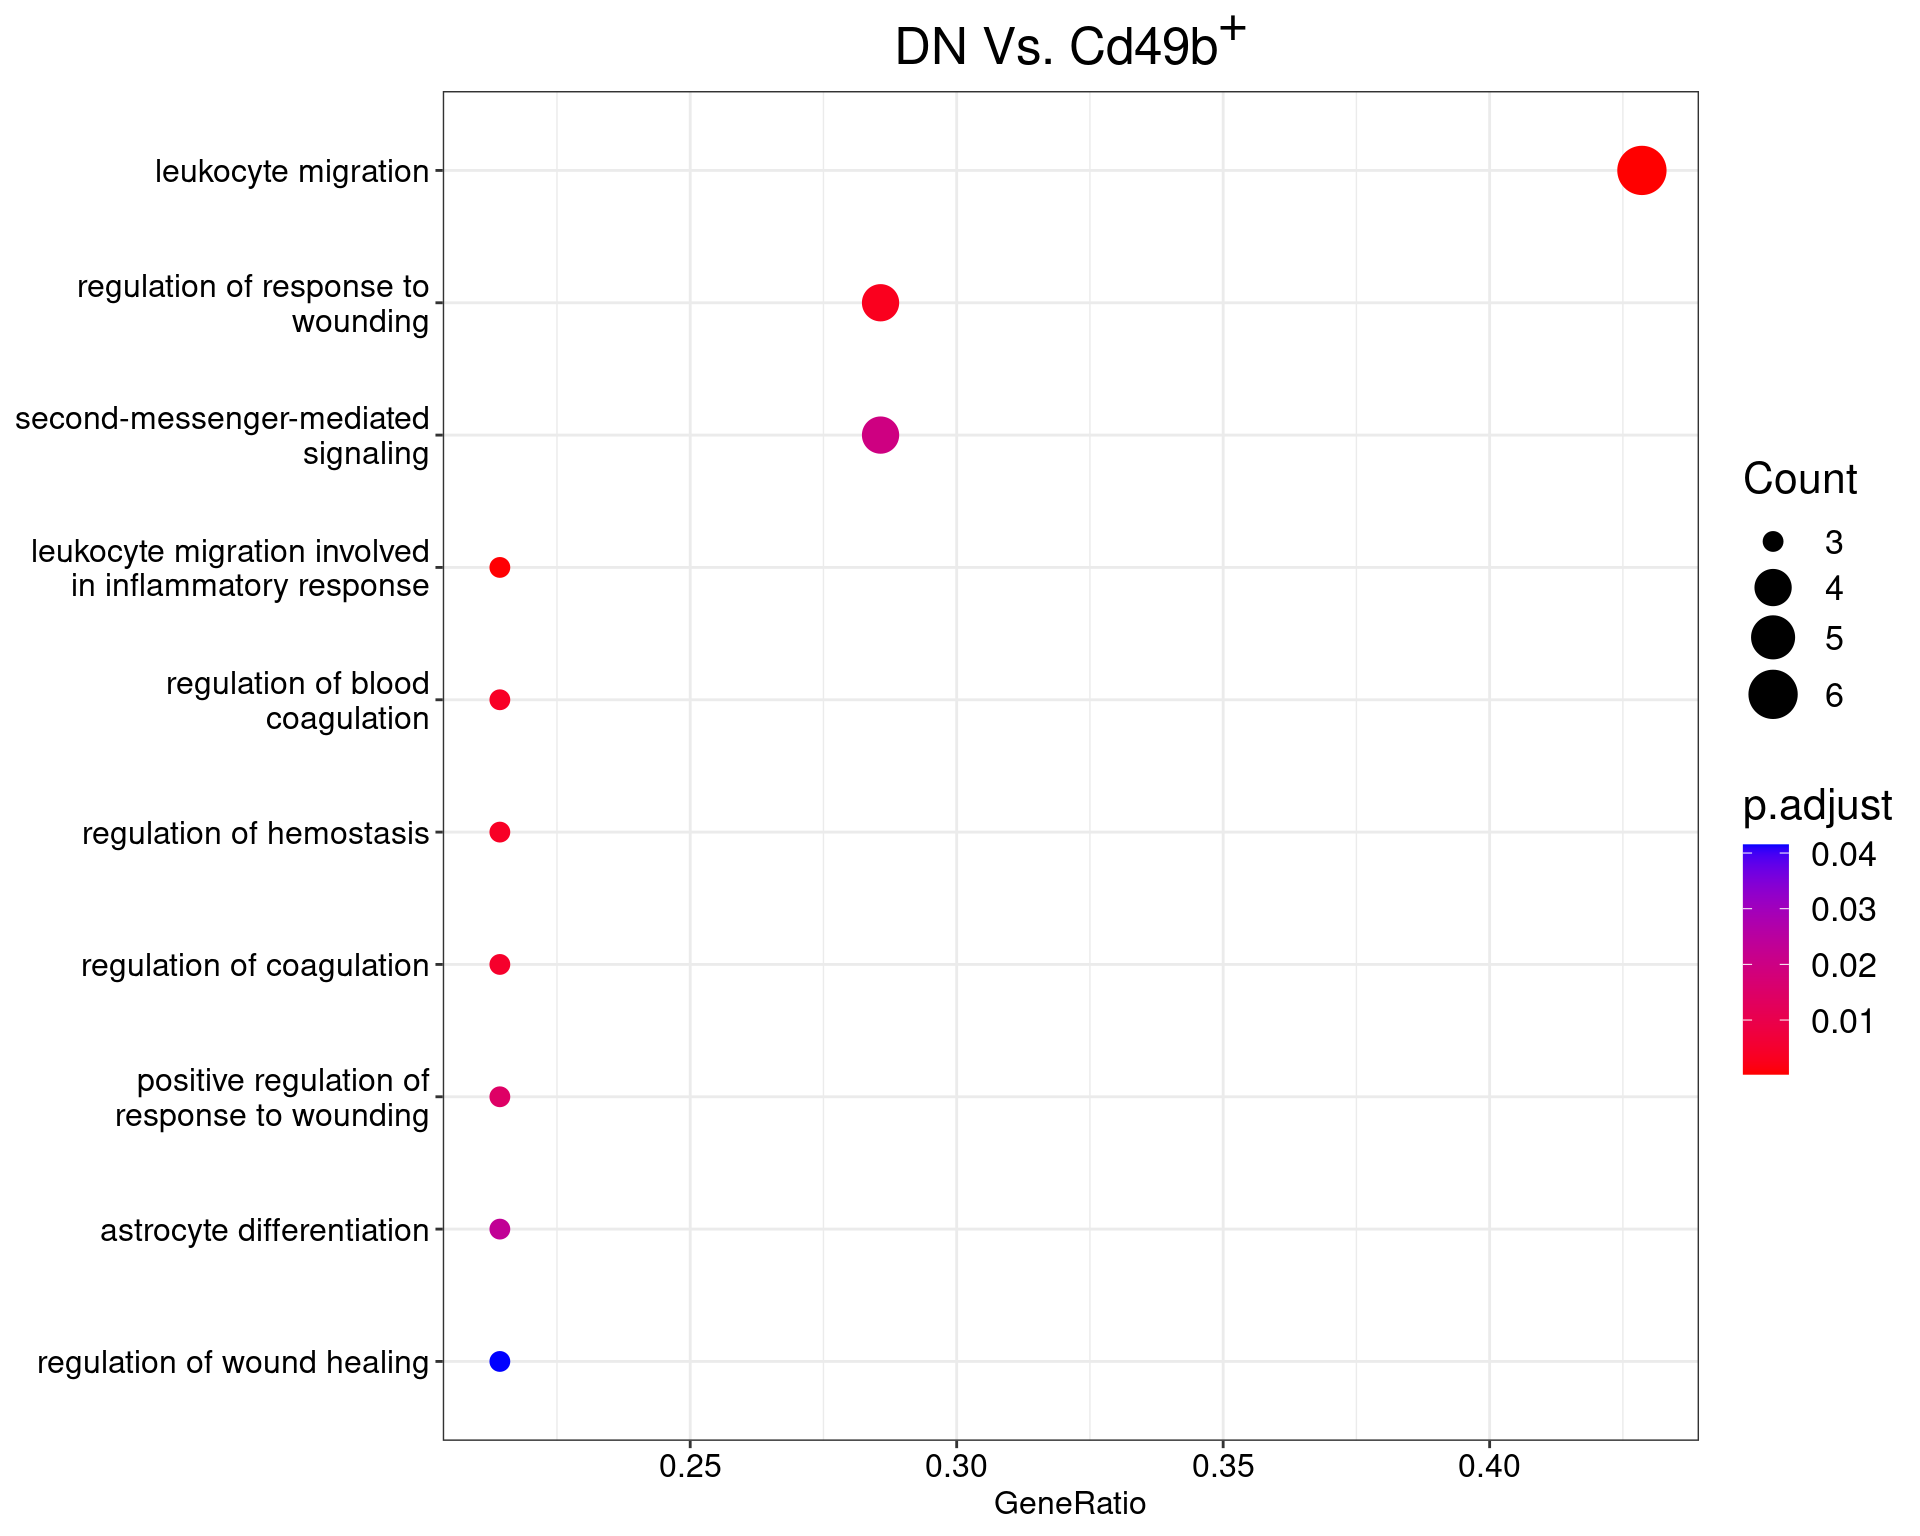 DN Vs. Cd49b+
leukocyte migration
regulation of response to
wounding
second-messenger-mediated
signaling
leukocyte migration involved
in inflammatory response
regulation of blood
coagulation
regulation of hemostasis
regulation of coagulation
positive regulation of
response to wounding
astrocyte differentiation
regulation of wound healing
0.25 0.30 0.35 0.40
GeneRatio
Count
3
4
5
6
p.adjust
0.04
0.03
0.02
0.01